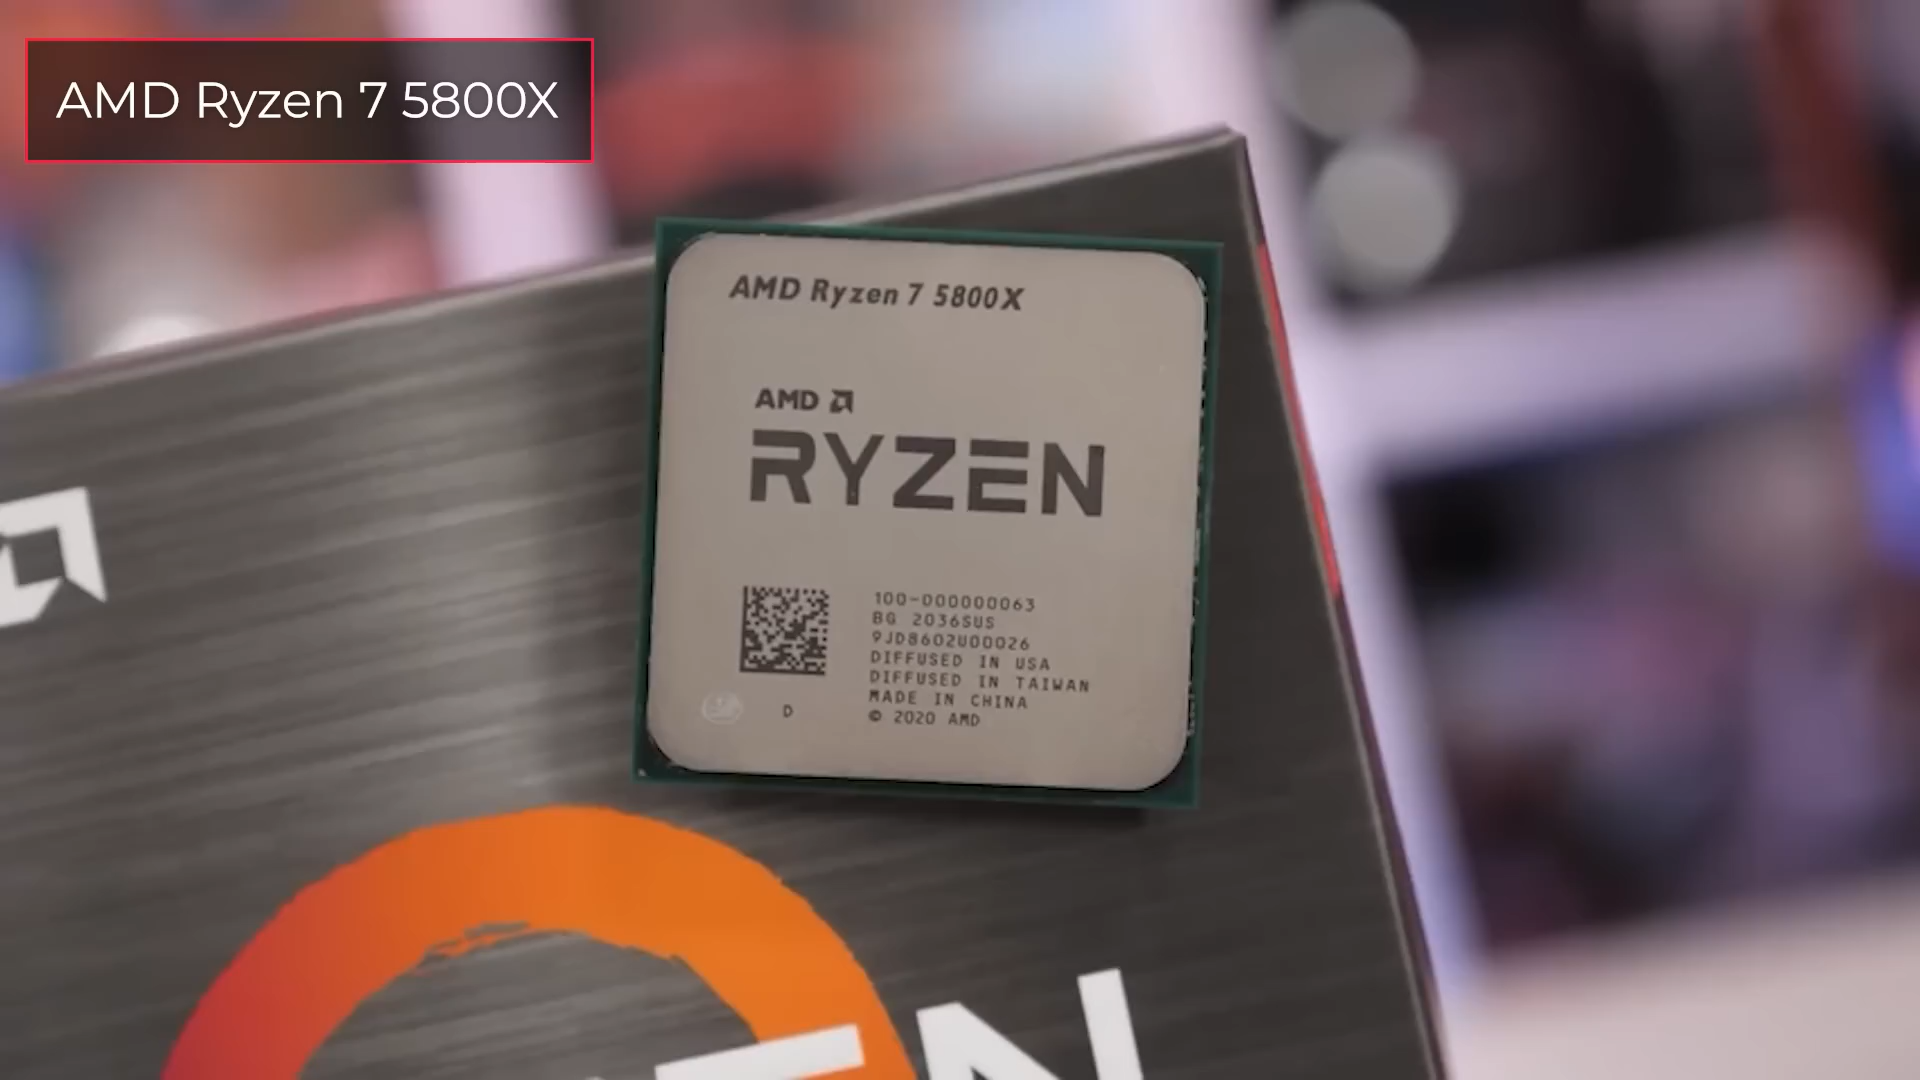 AMD Ryzen 7 5800X
AMD Ryzen 7 5800X
AMD
RYZEN
100-000000063
BG 2036SUS
9JD8602U00026
DIFFUSED IN USA
DIFFUSED IN TAIWAN
MADE IN CHINA
© 2020 AMD
D
EN